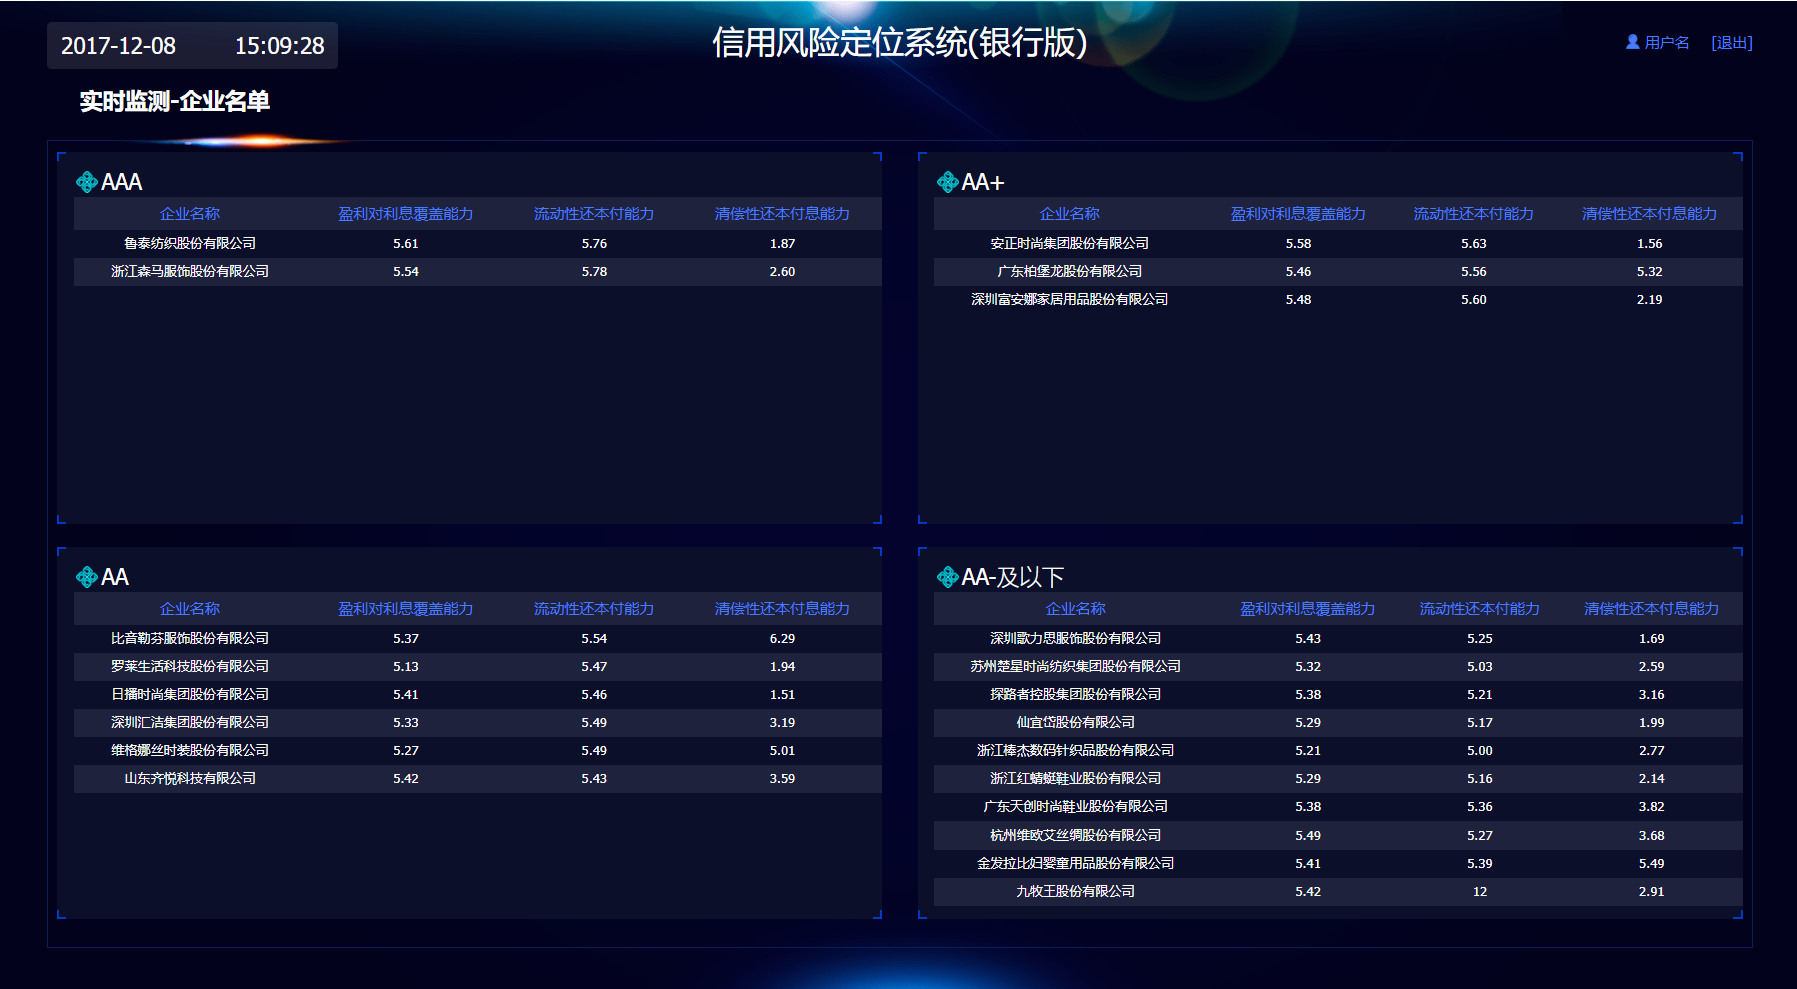 2017-12-08 15:09:28
信用风险定位系统(银行版)
用户名 [退出]
实时监测-企业名单
AAA
企业名称 盈利对利息覆盖能力 流动性还本付能力 清偿性还本付息能力
鲁泰纺织股份有限公司 5.61 5.76 1.87
浙江森马服饰股份有限公司 5.54 5.78 2.60
AA+
企业名称 盈利对利息覆盖能力 流动性还本付能力 清偿性还本付息能力
安正时尚集团股份有限公司 5.58 5.63 1.56
广东柏堡龙股份有限公司 5.46 5.56 5.32
深圳富安娜家居用品股份有限公司 5.48 5.60 2.19
AA
企业名称 盈利对利息覆盖能力 流动性还本付能力 清偿性还本付息能力
比音勒芬服饰股份有限公司 5.37 5.54 6.29
罗莱生活科技股份有限公司 5.13 5.47 1.94
日播时尚集团股份有限公司 5.41 5.46 1.51
深圳汇洁集团股份有限公司 5.33 5.49 3.19
维格娜丝时装股份有限公司 5.27 5.49 5.01
山东齐悦科技有限公司 5.42 5.43 3.59
AA-及以下
企业名称 盈利对利息覆盖能力 流动性还本付能力 清偿性还本付息能力
深圳歌力思服饰股份有限公司 5.43 5.25 1.69
苏州楚星时尚纺织集团股份有限公司 5.32 5.03 2.59
探路者控股集团股份有限公司 5.38 5.21 3.16
仙宜岱股份有限公司 5.29 5.17 1.99
浙江棒杰数码针织品股份有限公司 5.21 5.00 2.77
浙江红蜻蜓鞋业股份有限公司 5.29 5.16 2.14
广东天创时尚鞋业股份有限公司 5.38 5.36 3.82
杭州维欧艾丝绸股份有限公司 5.49 5.27 3.68
金发拉比妇婴童用品股份有限公司 5.41 5.39 5.49
九牧王股份有限公司 5.42 12 2.91